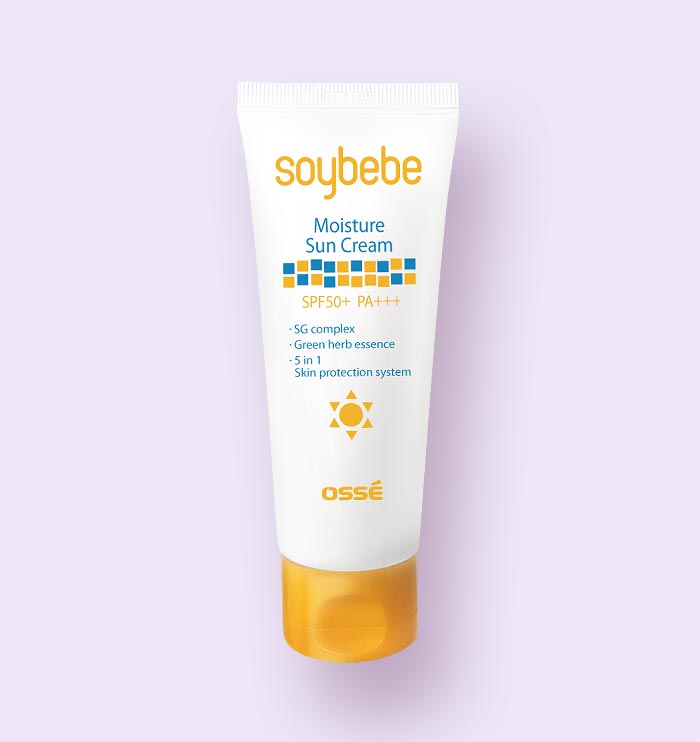 soybebe
Moisture
Sun Cream
SPF50+ PA+++
· SG complex
· Green herb essence
· 5 in 1
Skin protection system
OSSÉ